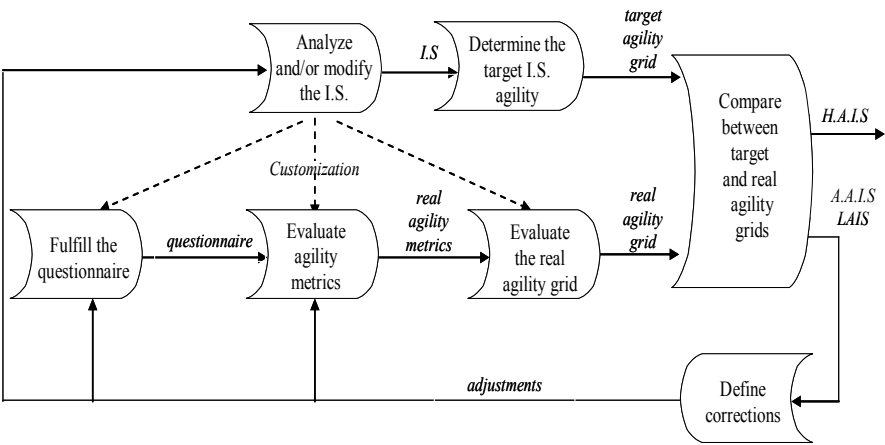 Analyze
and/or modify
the I.S.
I.S
Determine the
target I.S.
agility
target
agility
grid
Compare
between
target
and real
agility
grids
H.A.I.S
A.A.I.S
LAIS
Customization
Fulfill the
questionnaire
questionnaire
Evaluate
agility
metrics
real
agility
metrics
Evaluate
the real
agility grid
real
agility
grid
adjustments
Define
corrections